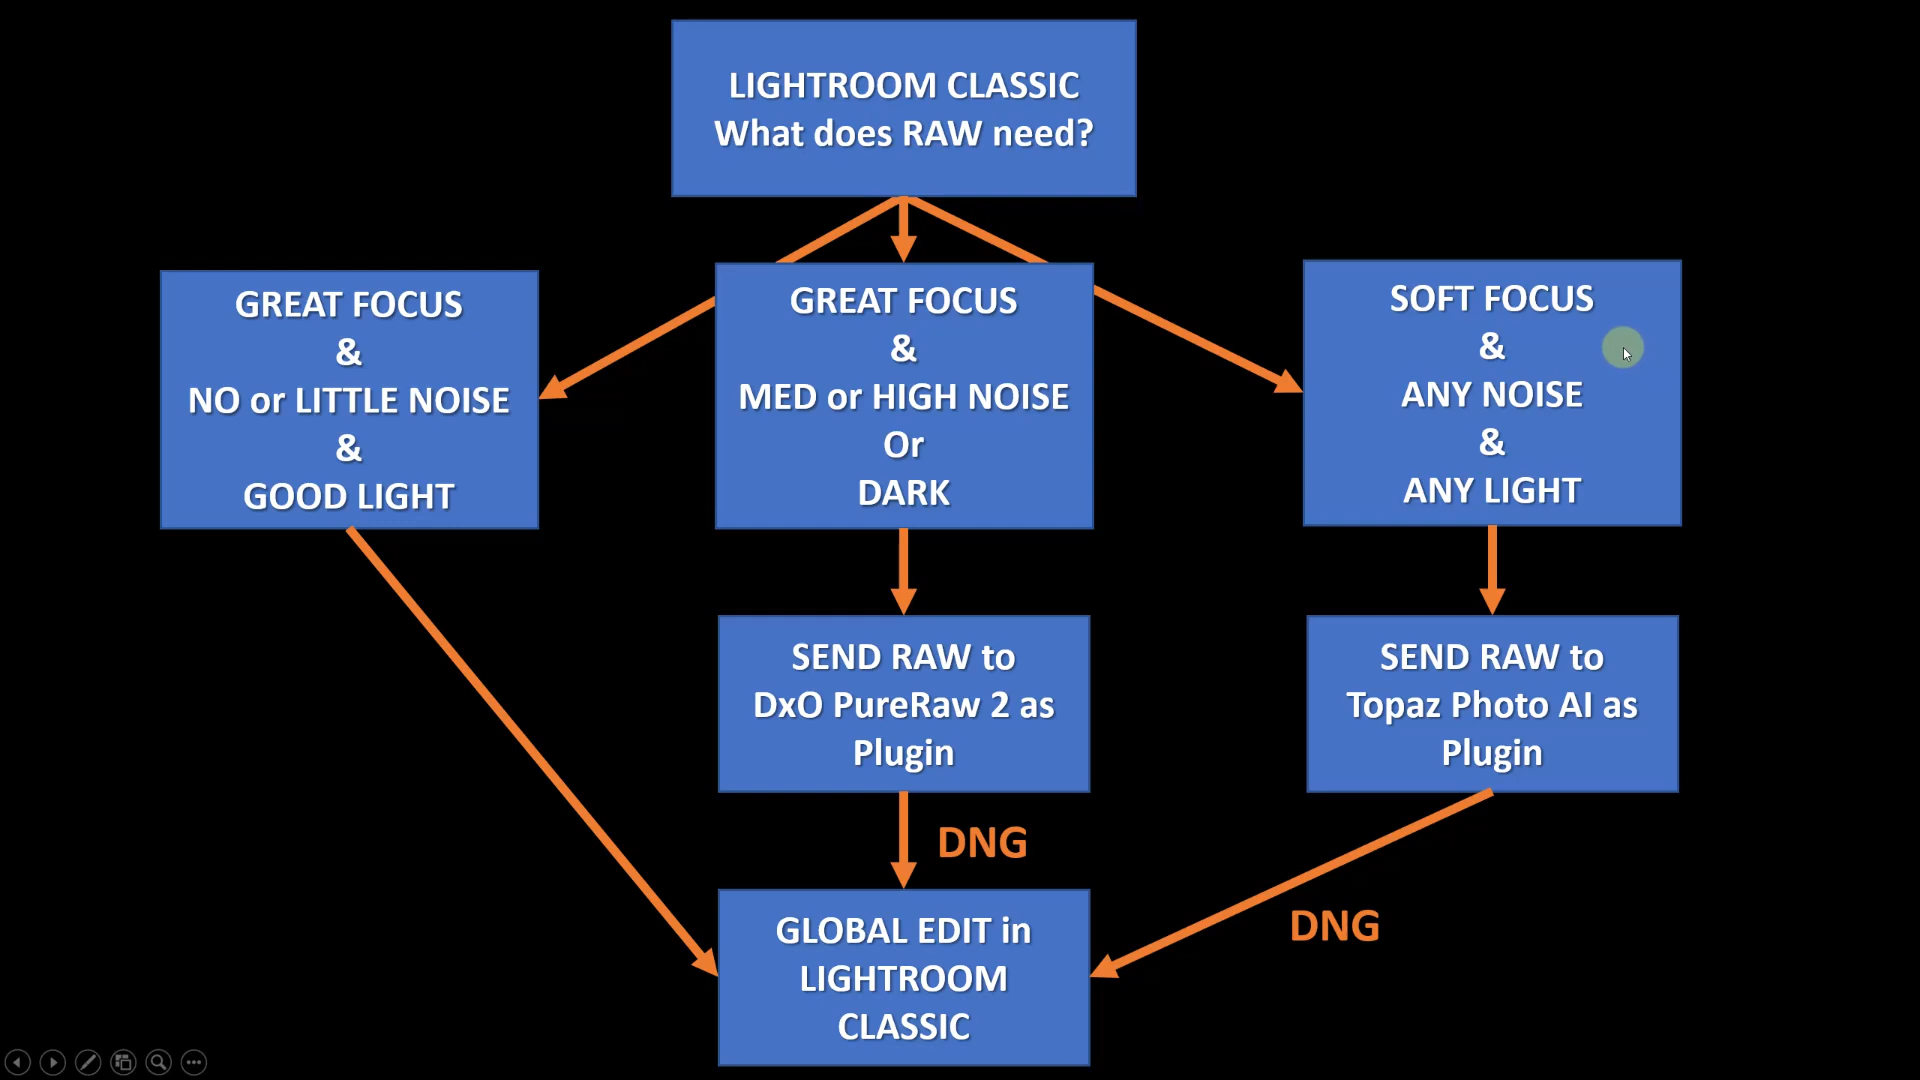 LIGHTROOM CLASSIC
What does RAW need?
GREAT FOCUS
&
NO or LITTLE NOISE
&
GOOD LIGHT
GREAT FOCUS
&
MED or HIGH NOISE
Or
DARK
SOFT FOCUS
&
ANY NOISE
&
ANY LIGHT
SEND RAW to
DxO PureRaw 2 as
Plugin
SEND RAW to
Topaz Photo AI as
Plugin
DNG
DNG
GLOBAL EDIT in
LIGHTROOM
CLASSIC